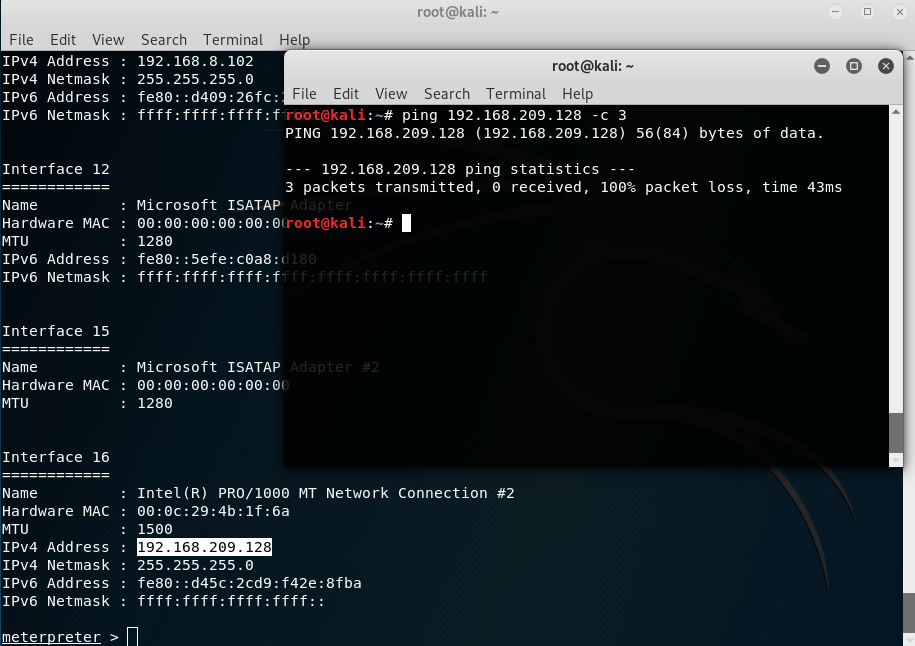 root@kali: ~
File Edit View Search Terminal Help
IPv4 Address : 192.168.8.102
IPv4 Netmask : 255.255.255.0
IPv6 Address : fe80::d409:26fc:
IPv6 Netmask : ffff:ffff:ffff:ff
Interface 12
============
Name : Microsoft ISATAP Adapter
Hardware MAC : 00:00:00:00:00:00
MTU : 1280
IPv6 Address : fe80::5efe:c0a8:d180
IPv6 Netmask : ffff:ffff:ffff:ffff:ffff:ffff:ffff:ffff
Interface 15
============
Name : Microsoft ISATAP Adapter #2
Hardware MAC : 00:00:00:00:00:00
MTU : 1280
Interface 16
============
Name : Intel(R) PRO/1000 MT Network Connection #2
Hardware MAC : 00:0c:29:4b:1f:6a
MTU : 1500
IPv4 Address : 192.168.209.128
IPv4 Netmask : 255.255.255.0
IPv6 Address : fe80::d45c:2cd9:f42e:8fba
IPv6 Netmask : ffff:ffff:ffff:ffff::
meterpreter >
root@kali: ~
File Edit View Search Terminal Help
root@kali:~# ping 192.168.209.128 -c 3
PING 192.168.209.128 (192.168.209.128) 56(84) bytes of data.
--- 192.168.209.128 ping statistics ---
3 packets transmitted, 0 received, 100% packet loss, time 43ms
root@kali:~#